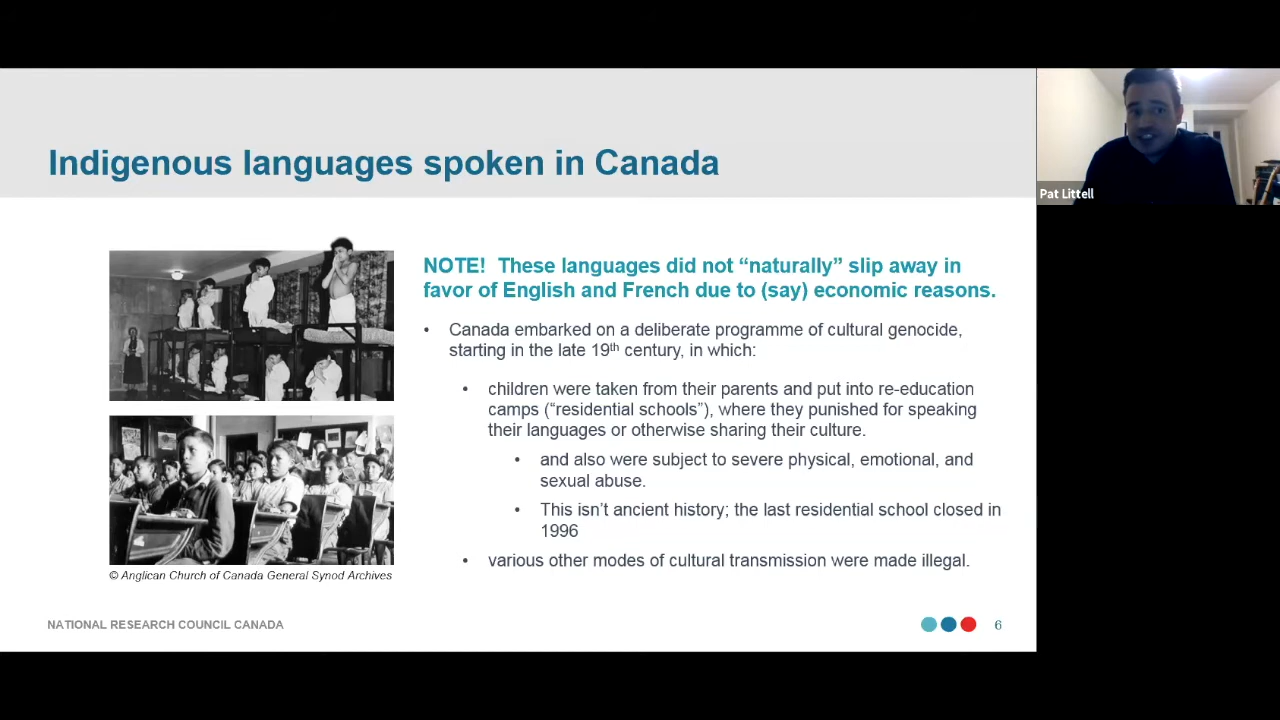 Indigenous languages spoken in Canada
Pat Littell
NOTE! These languages did not “naturally” slip away in
favor of English and French due to (say) economic reasons.
• Canada embarked on a deliberate programme of cultural genocide,
starting in the late 19th century, in which:
• children were taken from their parents and put into re-education
camps (“residential schools”), where they punished for speaking
their languages or otherwise sharing their culture.
• and also were subject to severe physical, emotional, and
sexual abuse.
• This isn’t ancient history; the last residential school closed in
1996
• various other modes of cultural transmission were made illegal.
© Anglican Church of Canada General Synod Archives
NATIONAL RESEARCH COUNCIL CANADA
6